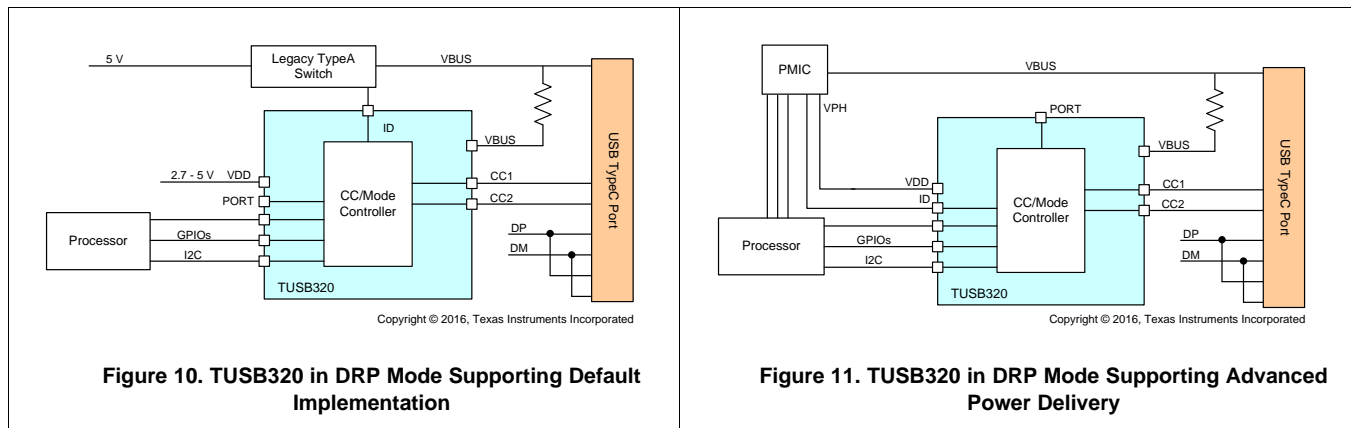 5 V
Legacy TypeA
Switch
VBUS
ID
VBUS
2.7 - 5 V
VDD
PORT
CC/Mode
Controller
CC1
CC2
Processor
GPIOs
I2C
DP
DM
TUSB320
USB TypeC Port
Copyright © 2016, Texas Instruments Incorporated
Figure 10. TUSB320 in DRP Mode Supporting Default
Implementation
PMIC
VBUS
VPH
PORT
VBUS
VDD
ID
CC/Mode
Controller
CC1
CC2
Processor
GPIOs
I2C
DP
DM
TUSB320
USB TypeC Port
Copyright © 2016, Texas Instruments Incorporated
Figure 11. TUSB320 in DRP Mode Supporting Advanced
Power Delivery